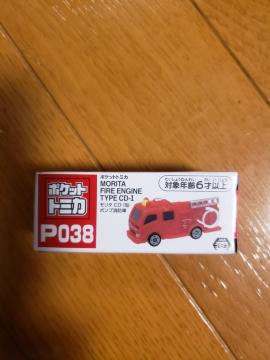 ポケット
トミカ
P038
ポケットトミカ
MORITA
FIRE ENGINE
TYPE CD-I
モリタ CD-I型
ポンプ消防車
対象年齢6才以上